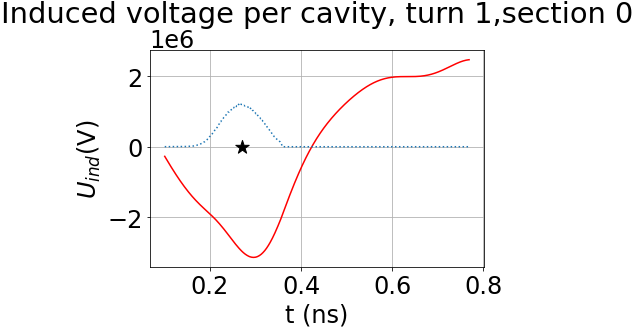 Induced voltage per cavity, turn 1,section 0
1e6
2
0
−2
U_ind(V)
0.2 0.4 0.6 0.8
t (ns)